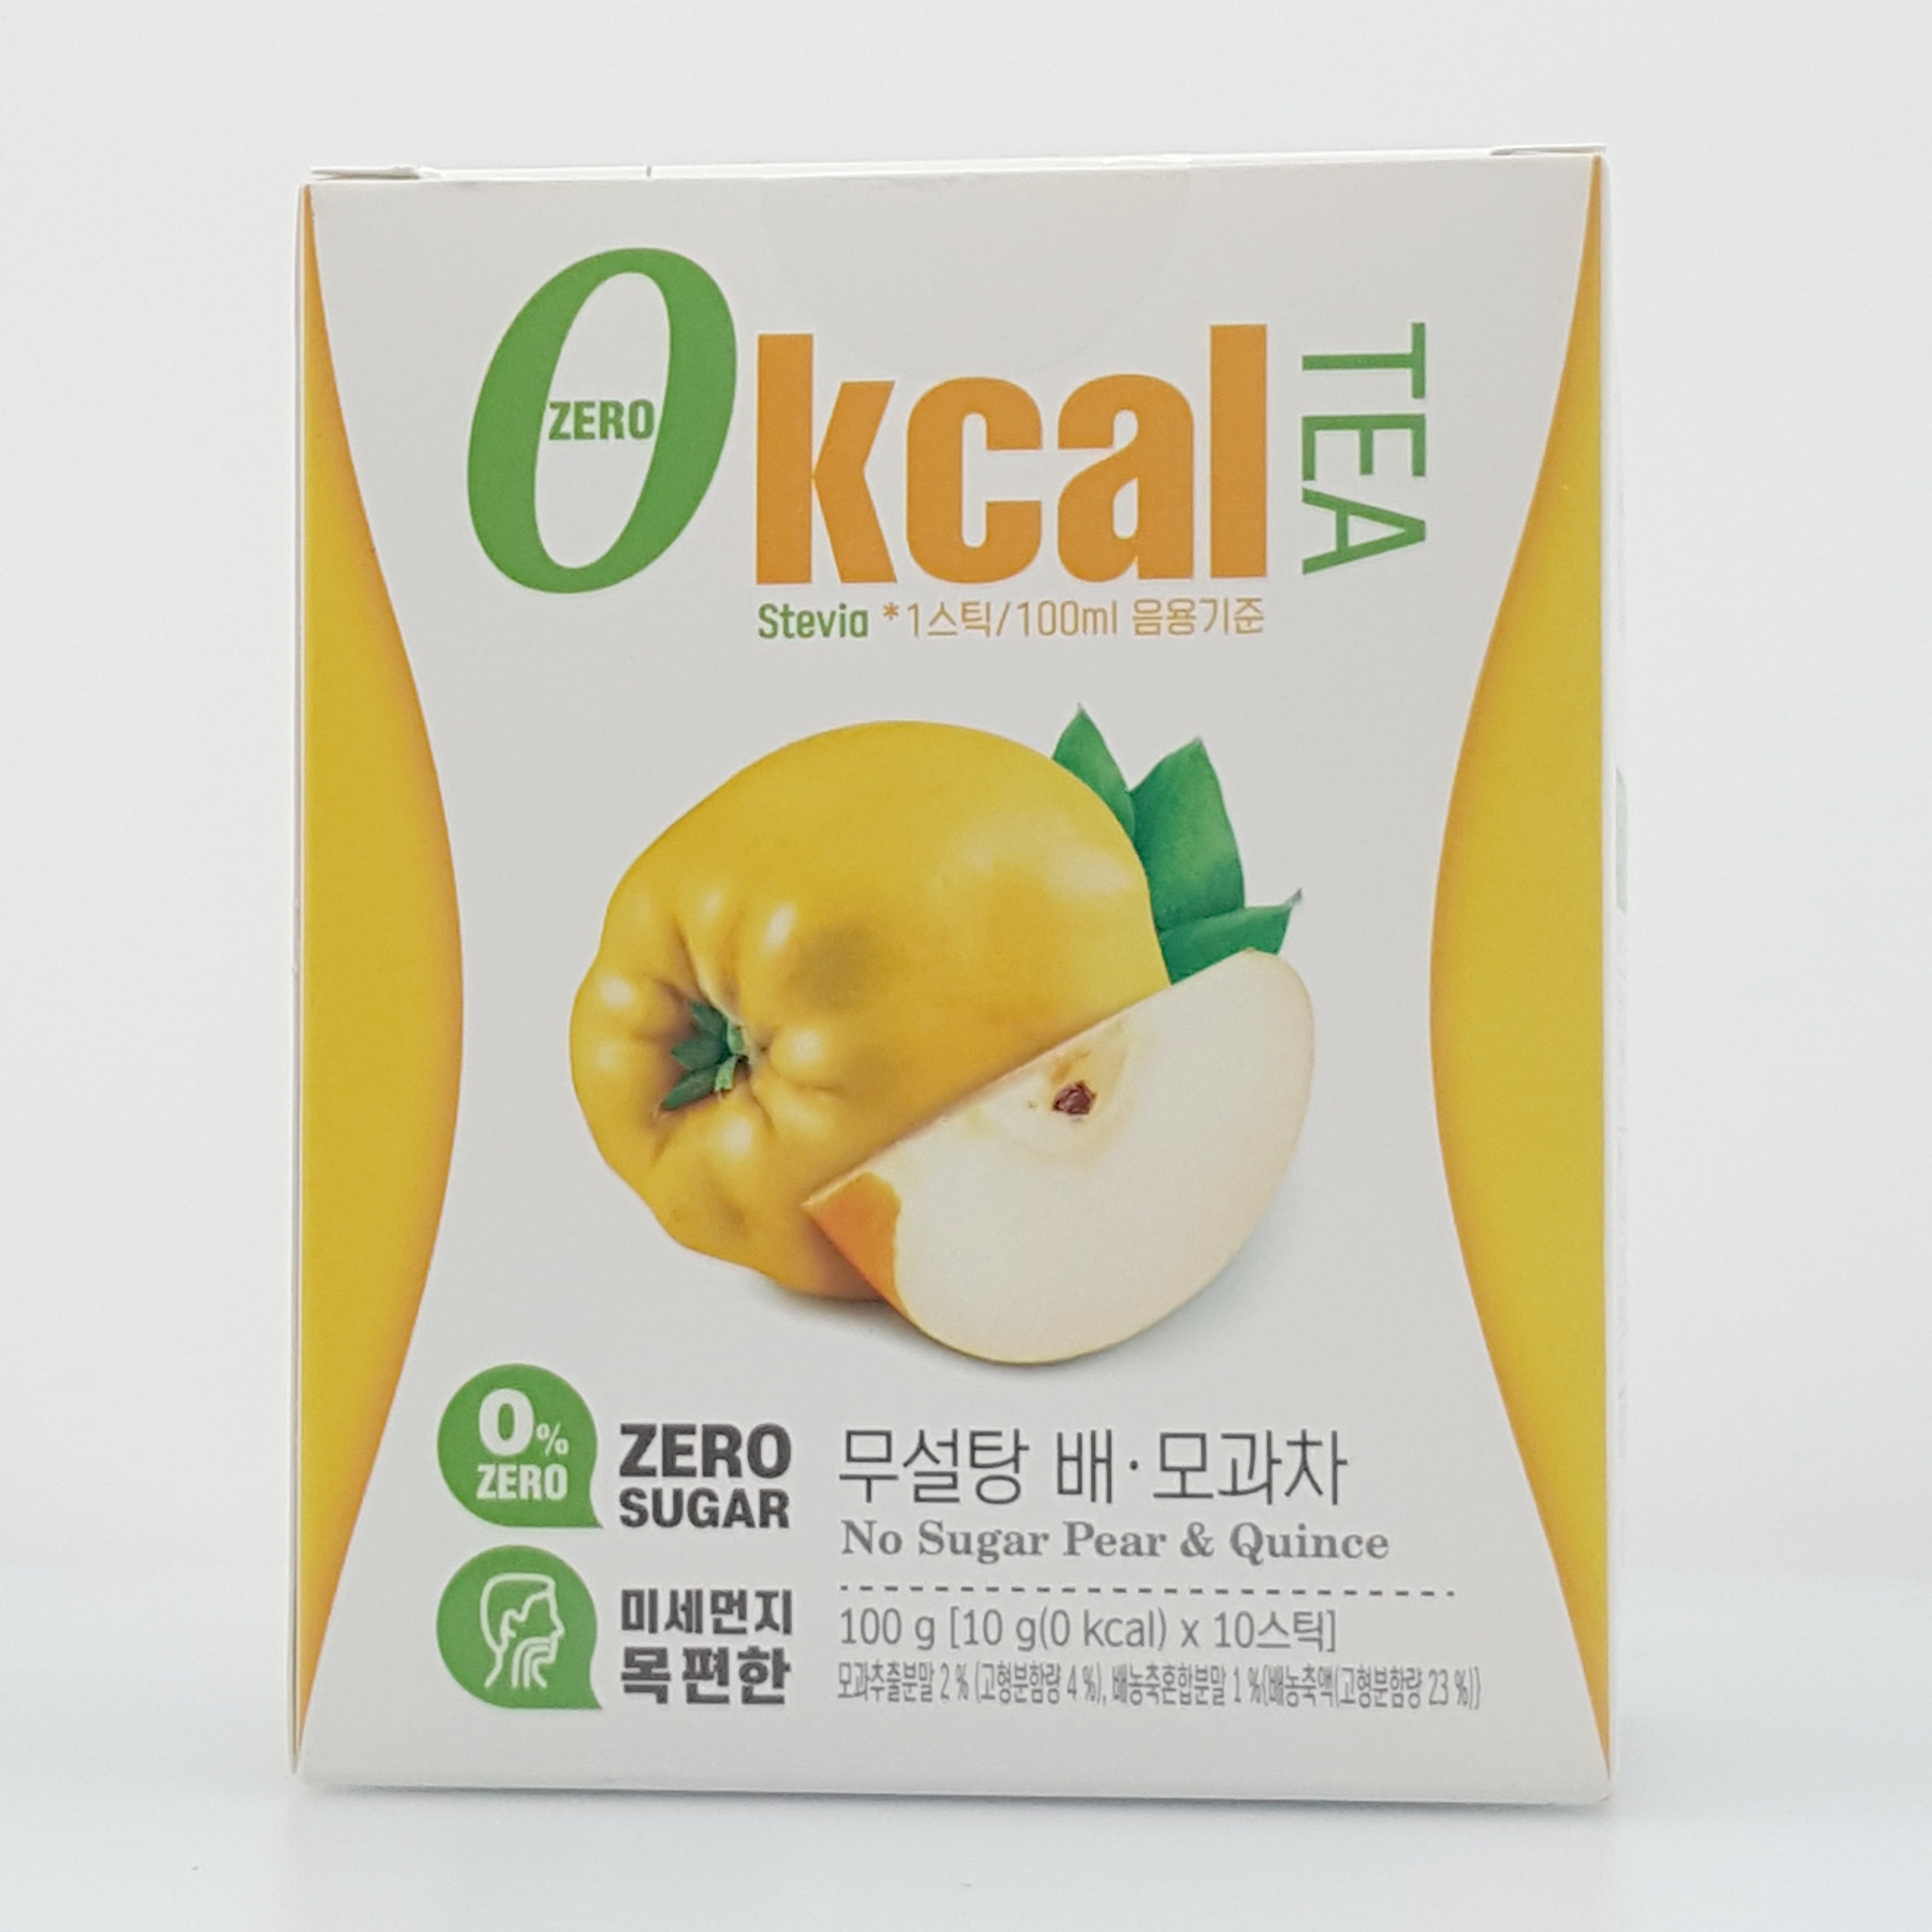 0 kcal TEA
ZERO
Stevia *1스틱/100ml 음용기준
0%
ZERO
ZERO
SUGAR
무설탕 배·모과차
No Sugar Pear & Quince
미세먼지
목편한
100 g [10 g(0 kcal) x 10스틱]
모과추출분말 2 % (고형분함량 4 %), 배농축혼합분말 1 %(배농축액(고형분함량 23 %))